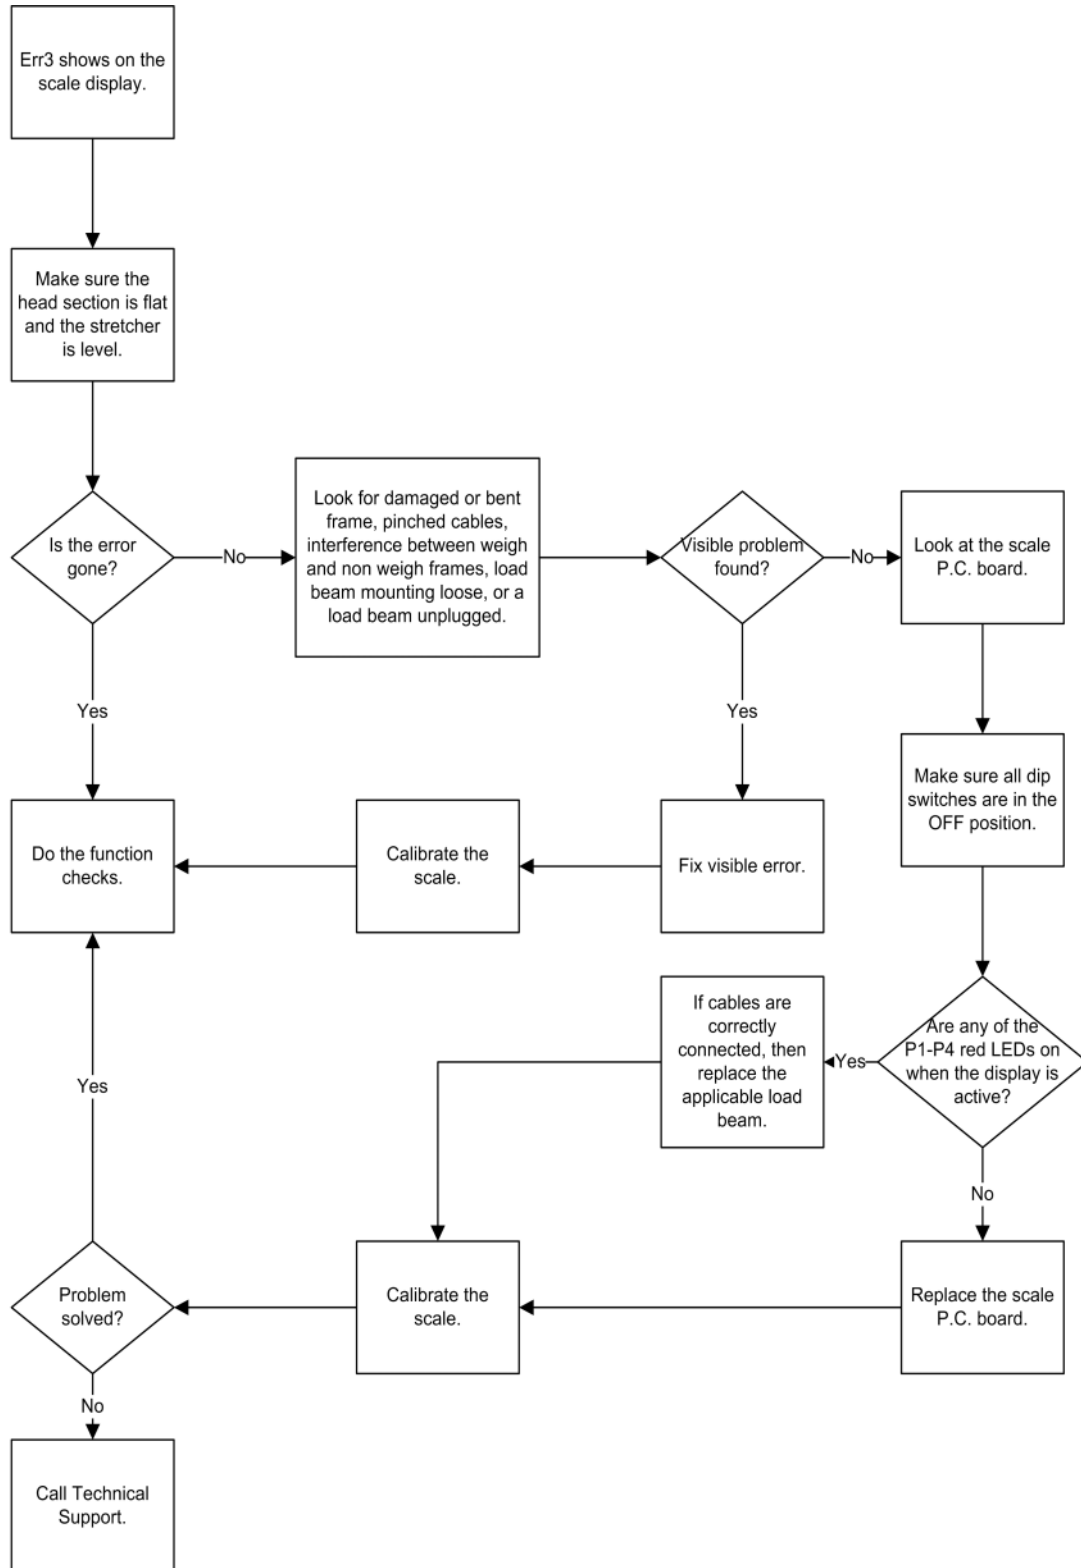 Err3 shows on the
scale display.
Make sure the
head section is flat
and the stretcher
is level.
Is the error
gone?
No
Look for damaged or bent
frame, pinched cables,
interference between weigh
and non weigh frames, load
beam mounting loose, or a
load beam unplugged.
Visible problem
found?
No
Look at the scale
P.C. board.
Yes
Yes
Make sure all dip
switches are in the
OFF position.
Do the function
checks.
Calibrate the
scale.
Fix visible error.
If cables are
correctly
connected, then
replace the
applicable load
beam.
Yes
Are any of the
P1-P4 red LEDs on
when the display is
active?
Yes
No
Problem
solved?
Calibrate the
scale.
Replace the scale
P.C. board.
No
Call Technical
Support.